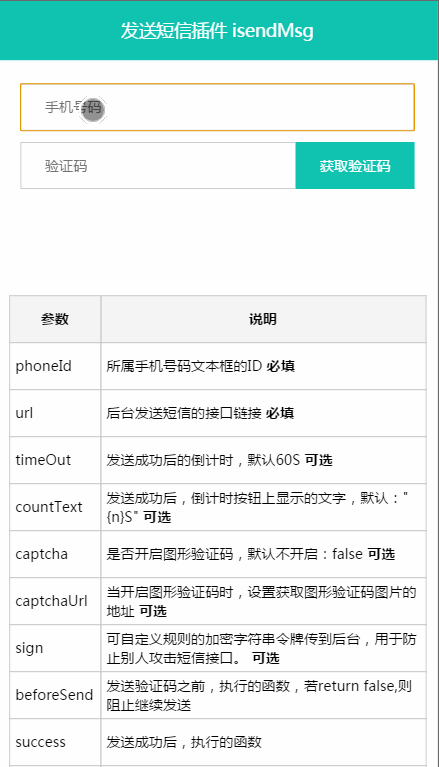 发送短信插件 isendMsg
手机号码
验证码 获取验证码
参数 说明
phoneId 所属手机号码文本框的ID 必填
url 后台发送短信的接口链接 必填
timeOut 发送成功后的倒计时，默认60S 可选
countText 发送成功后，倒计时按钮上显示的文字，默认："
{n}S" 可选
captcha 是否开启图形验证码，默认不开启：false 可选
captchaUrl 当开启图形验证码时，设置获取图形验证码图片的
地址 可选
sign 可自定义规则的加密字符串令牌传到后台，用于防
止别人攻击短信接口。 可选
beforeSend 发送验证码之前，执行的函数，若return false,则
阻止继续发送
success 发送成功后，执行的函数